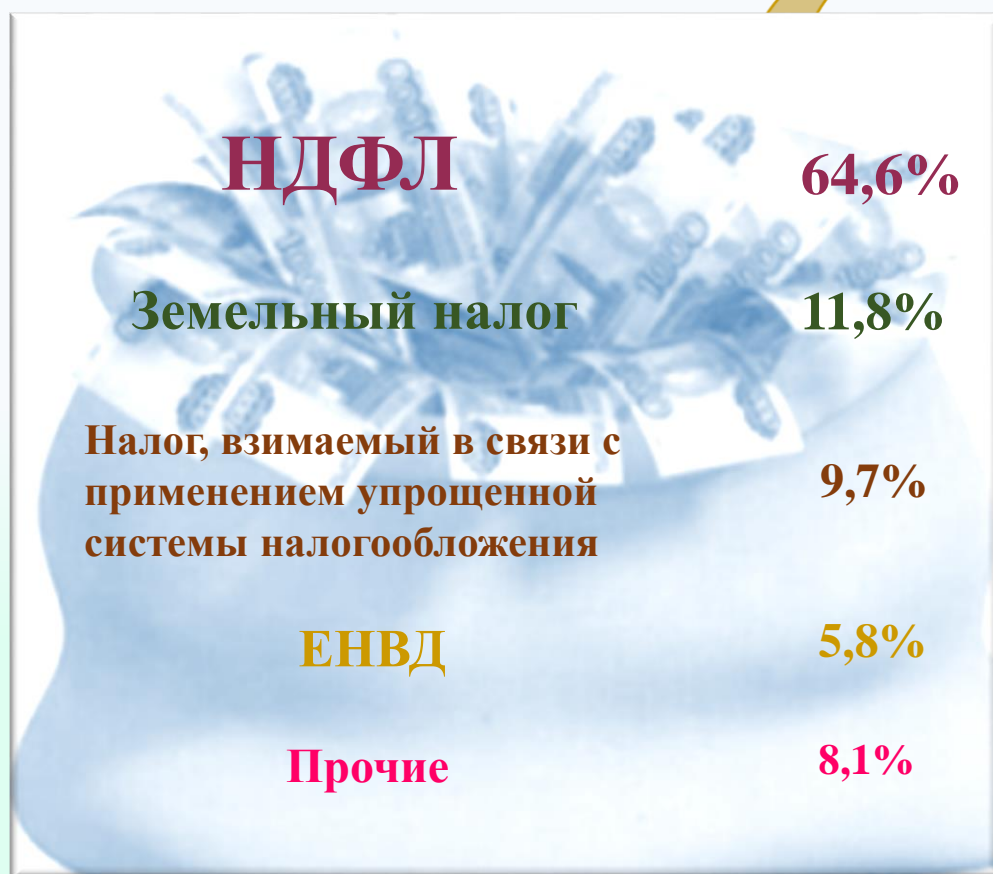 НДФЛ 64,6%
Земельный налог 11,8%
Налог, взимаемый в связи с
применением упрощенной 9,7%
системы налогообложения
ЕНВД 5,8%
Прочие 8,1%